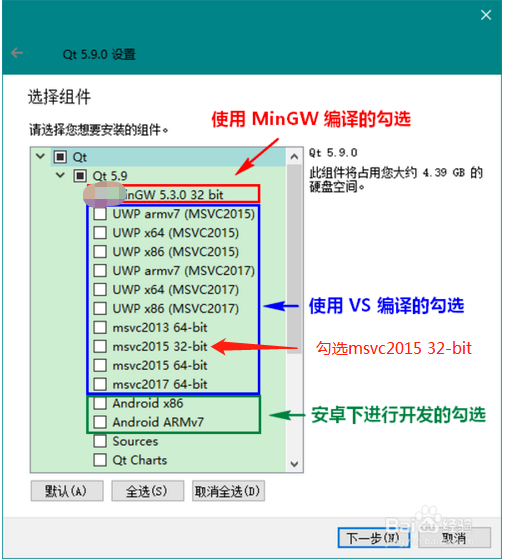 Qt 5.9.0 设置
选择组件
使用 MinGW 编译的勾选
请选择您想要安装的组件。
Qt
Qt 5.9
inGW 5.3.0 32 bit
UWP armv7 (MSVC2015)
UWP x64 (MSVC2015)
UWP x86 (MSVC2015)
UWP armv7 (MSVC2017)
UWP x64 (MSVC2017)
UWP x86 (MSVC2017)
msvc2013 64-bit
msvc2015 32-bit
msvc2015 64-bit
msvc2017 64-bit
Android x86
Android ARMv7
Sources
Qt Charts
Qt 5.9.0
此组件将占用您大约 4.39 GB 的
硬盘空间。
使用 VS 编译的勾选
勾选msvc2015 32-bit
安卓下进行开发的勾选
默认(A)
全选(S)
取消全选(D)
Baidu经验
下一步(N)
取消